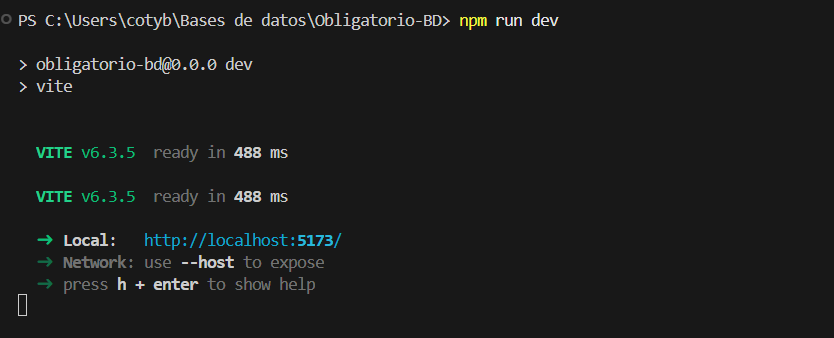 PS C:\Users\cotyb\Bases de datos\Obligatorio-BD> npm run dev
> obligatorio-bd@0.0.0 dev
> vite
VITE v6.3.5  ready in 488 ms
VITE v6.3.5  ready in 488 ms
➜ Local:   http://localhost:5173/
➜ Network: use --host to expose
➜ press h + enter to show help